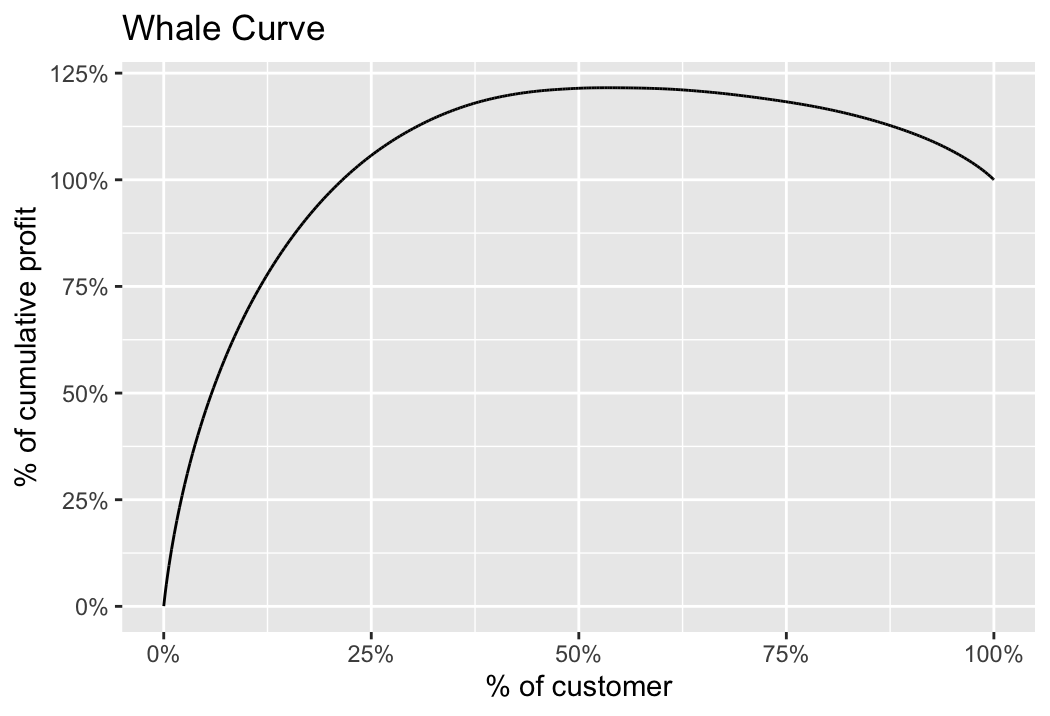 Whale Curve
% of cumulative profit
125%
100%
75%
50%
25%
0%
0% 25% 50% 75% 100%
% of customer